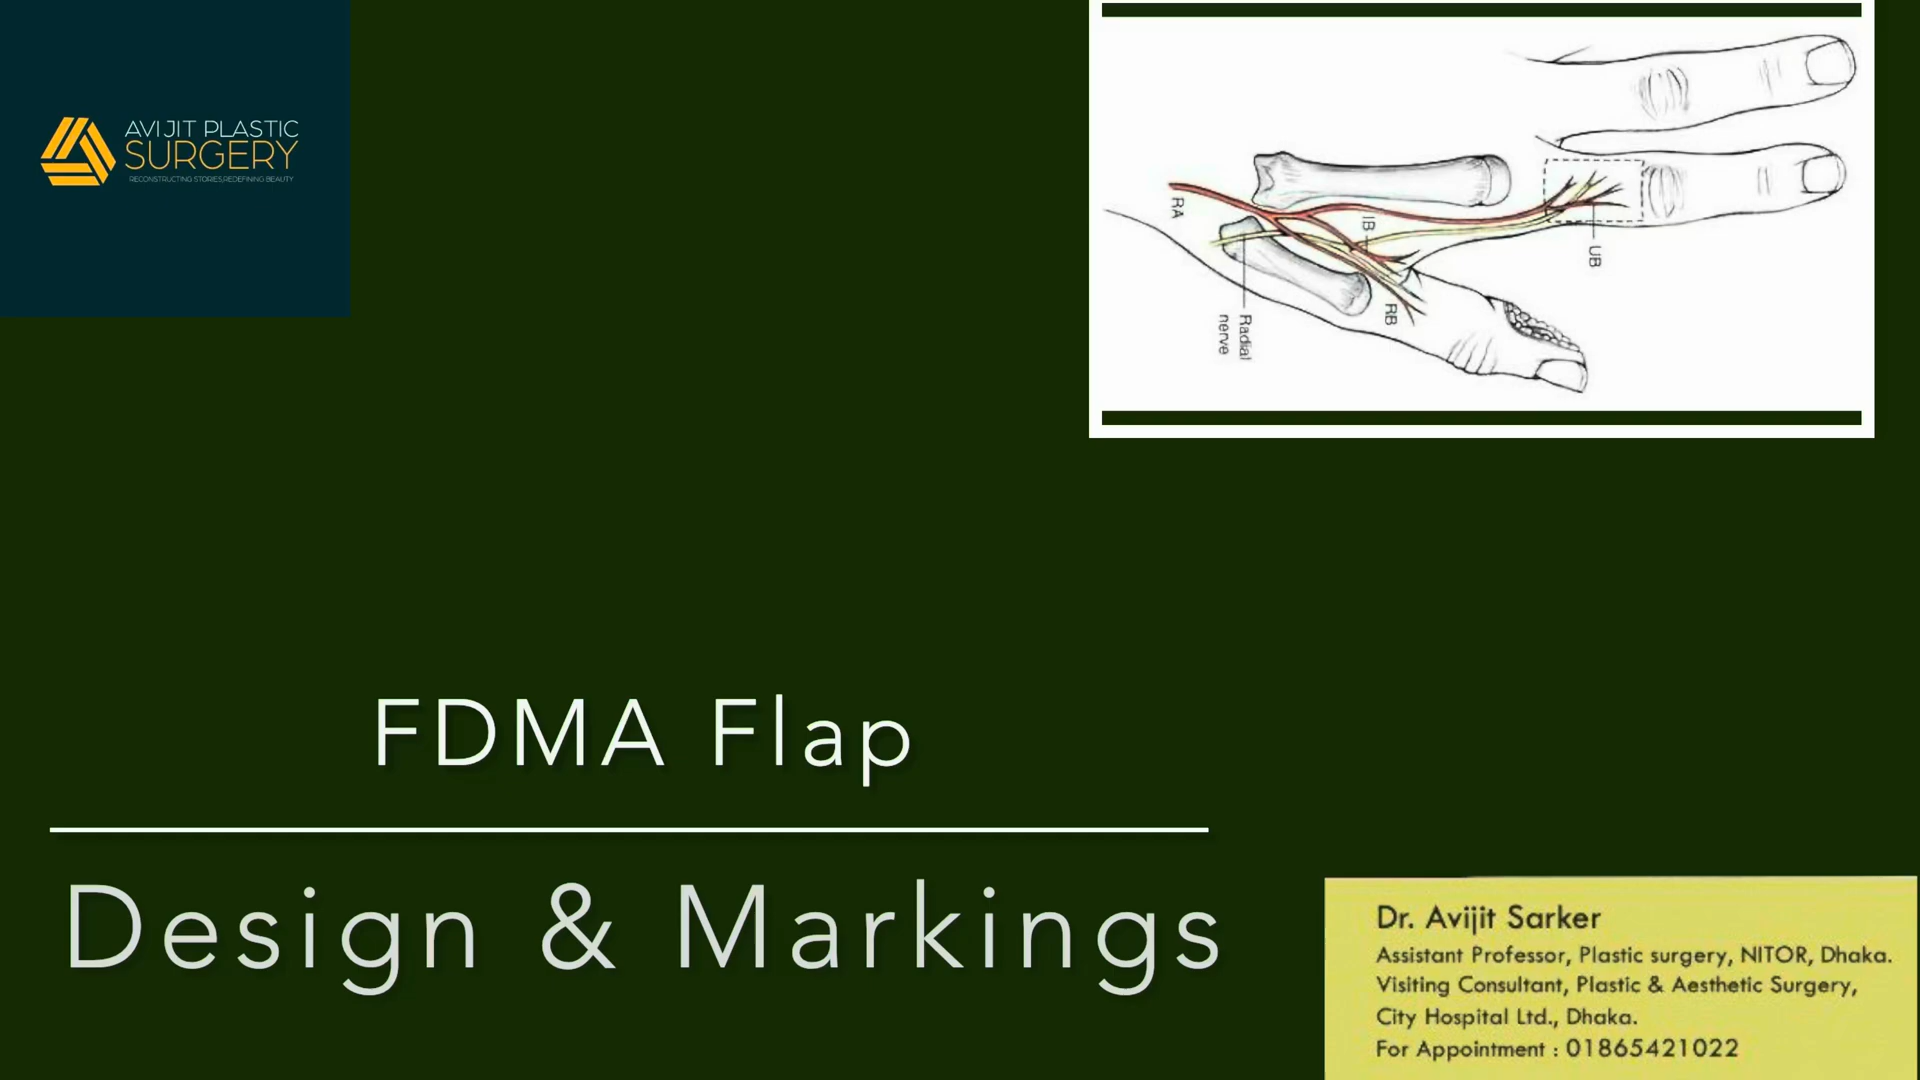 AVIJIT PLASTIC
SURGERY
RECONSTRUCTING STORIES,REDEFINING BEAUTY
RA
IB
UB
RB
Radial
nerve
FDMA Flap
Design & Markings
Dr. Avijit Sarker
Assistant Professor, Plastic surgery, NITOR, Dhaka.
Visiting Consultant, Plastic & Aesthetic Surgery,
City Hospital Ltd., Dhaka.
For Appointment : 01865421022